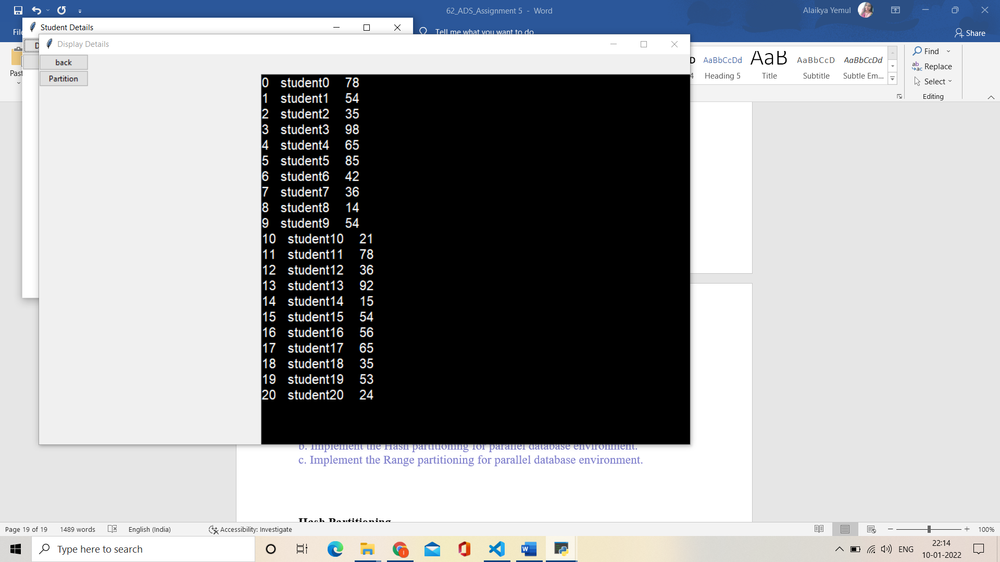 62_ADS_Assignment 5 - Word
Alaikya Yemul
Student Details
Tell me what you want to do
Share
Display Details
back
Partition
AaBbCcDd
AaB
AaBbCcD
AaBbCcDd
Heading 5
Title
Subtitle
Subtle Em...
Find
Replace
Select
Editing
0 student0 78
1 student1 54
2 student2 35
3 student3 98
4 student4 65
5 student5 85
6 student6 42
7 student7 36
8 student8 14
9 student9 54
10 student10 21
11 student11 78
12 student12 36
13 student13 92
14 student14 15
15 student15 54
16 student16 56
17 student17 65
18 student18 35
19 student19 53
20 student20 24
b. Implement the Hash partitioning for parallel database environment.
c. Implement the Range partitioning for parallel database environment.
Hash Partitioning
Page 19 of 19 1489 words English (India) Accessibility: Investigate 100%
Type here to search
ENG
22:14
10-01-2022